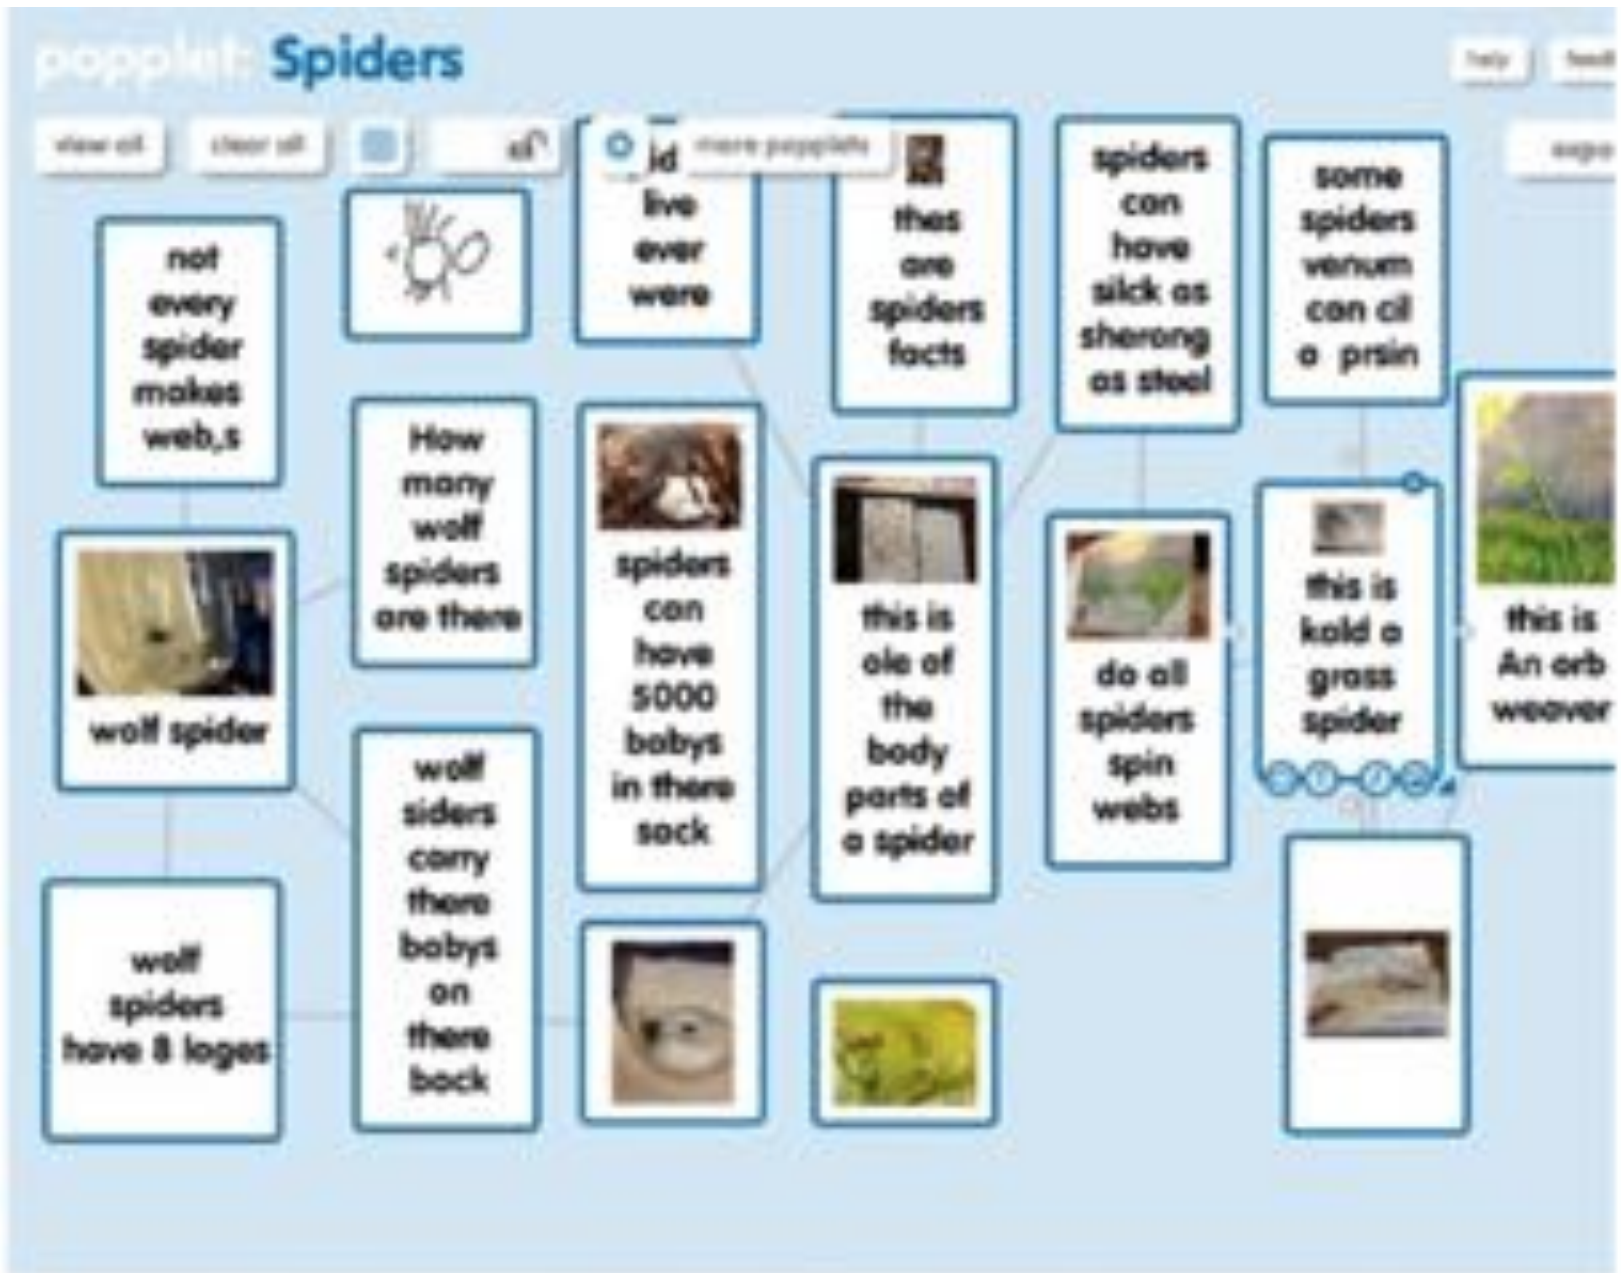 popplet: Spiders
help
view all
clear all
more popplets
live
ever
were
thes
are
spiders
facts
spiders
can
have
silck as
sherong
as steel
some
spiders
venum
can cil
a prsin
not
every
spider
makes
web,s
How
many
wolf
spiders
are there
spiders
can
have
5000
babys
in there
sack
this is
ole of
the
body
parts of
a spider
do all
spiders
spin
webs
this is
kald a
grass
spider
this is
An orb
weaver
wolf spider
wolf
siders
carry
there
babys
on
there
back
wolf
spiders
have 8 loges